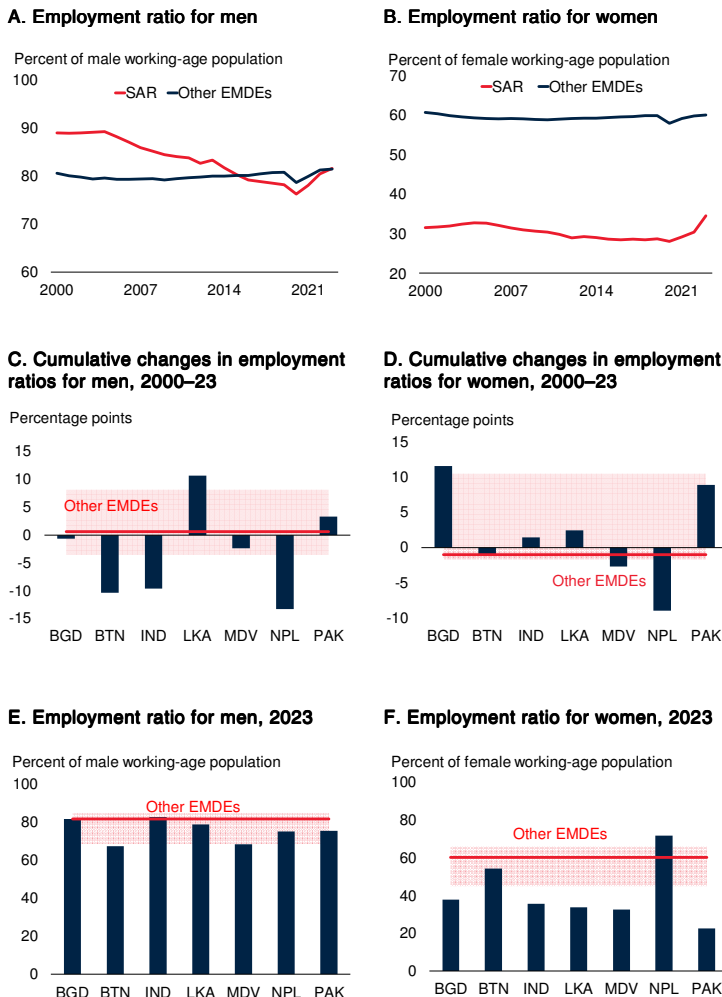 A. Employment ratio for men
Percent of male working-age population
100
SAR Other EMDEs
90
80
70
60
2000 2007 2014 2021
B. Employment ratio for women
Percent of female working-age population
70
SAR Other EMDEs
60
50
40
30
20
2000 2007 2014 2021
C. Cumulative changes in employment
ratios for men, 2000–23
Percentage points
15
10
5
Other EMDEs
0
-5
-10
-15
BGD BTN IND LKA MDV NPL PAK
D. Cumulative changes in employment
ratios for women, 2000–23
Percentage points
15
10
5
0
-5
Other EMDEs
-10
BGD BTN IND LKA MDV NPL PAK
E. Employment ratio for men, 2023
Percent of male working-age population
100
Other EMDEs
80
60
40
20
0
BGD BTN IND LKA MDV NPL PAK
F. Employment ratio for women, 2023
Percent of female working-age population
100
80
Other EMDEs
60
40
20
0
BGD BTN IND LKA MDV NPL PAK